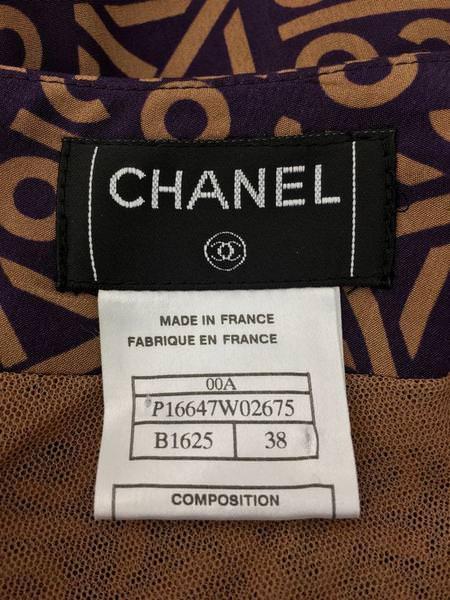 CHANEL
MADE IN FRANCE
FABRIQUE EN FRANCE
00A
P16647W02675
B1625 38
COMPOSITION